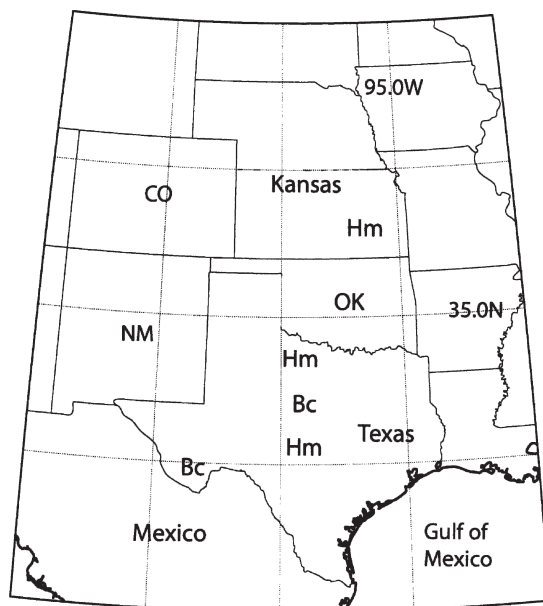 95.0W
Kansas
CO
Hm
OK
35.0N
NM
Hm
Bc
Texas
Hm
Bc
Mexico
Gulf of
Mexico